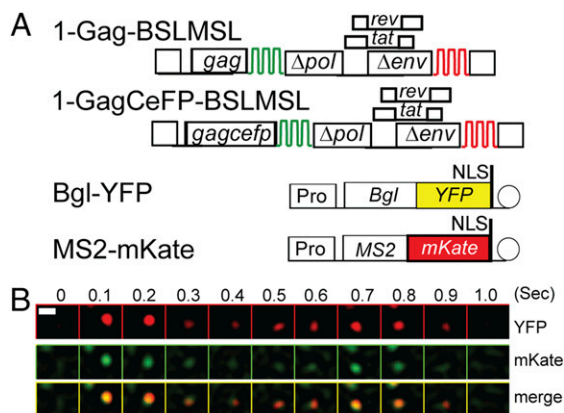 A
1-Gag-BSLMSL
rev
tat
gag
Δpol
Δenv
1-GagCeFP-BSLMSL
rev
tat
gagcefp
Δpol
Δenv
NLS
Bgl-YFP
Pro
Bgl
YFP
NLS
MS2-mKate
Pro
MS2
mKate
B
0 0.1 0.2 0.3 0.4 0.5 0.6 0.7 0.8 0.9 1.0 (Sec)
YFP
mKate
merge